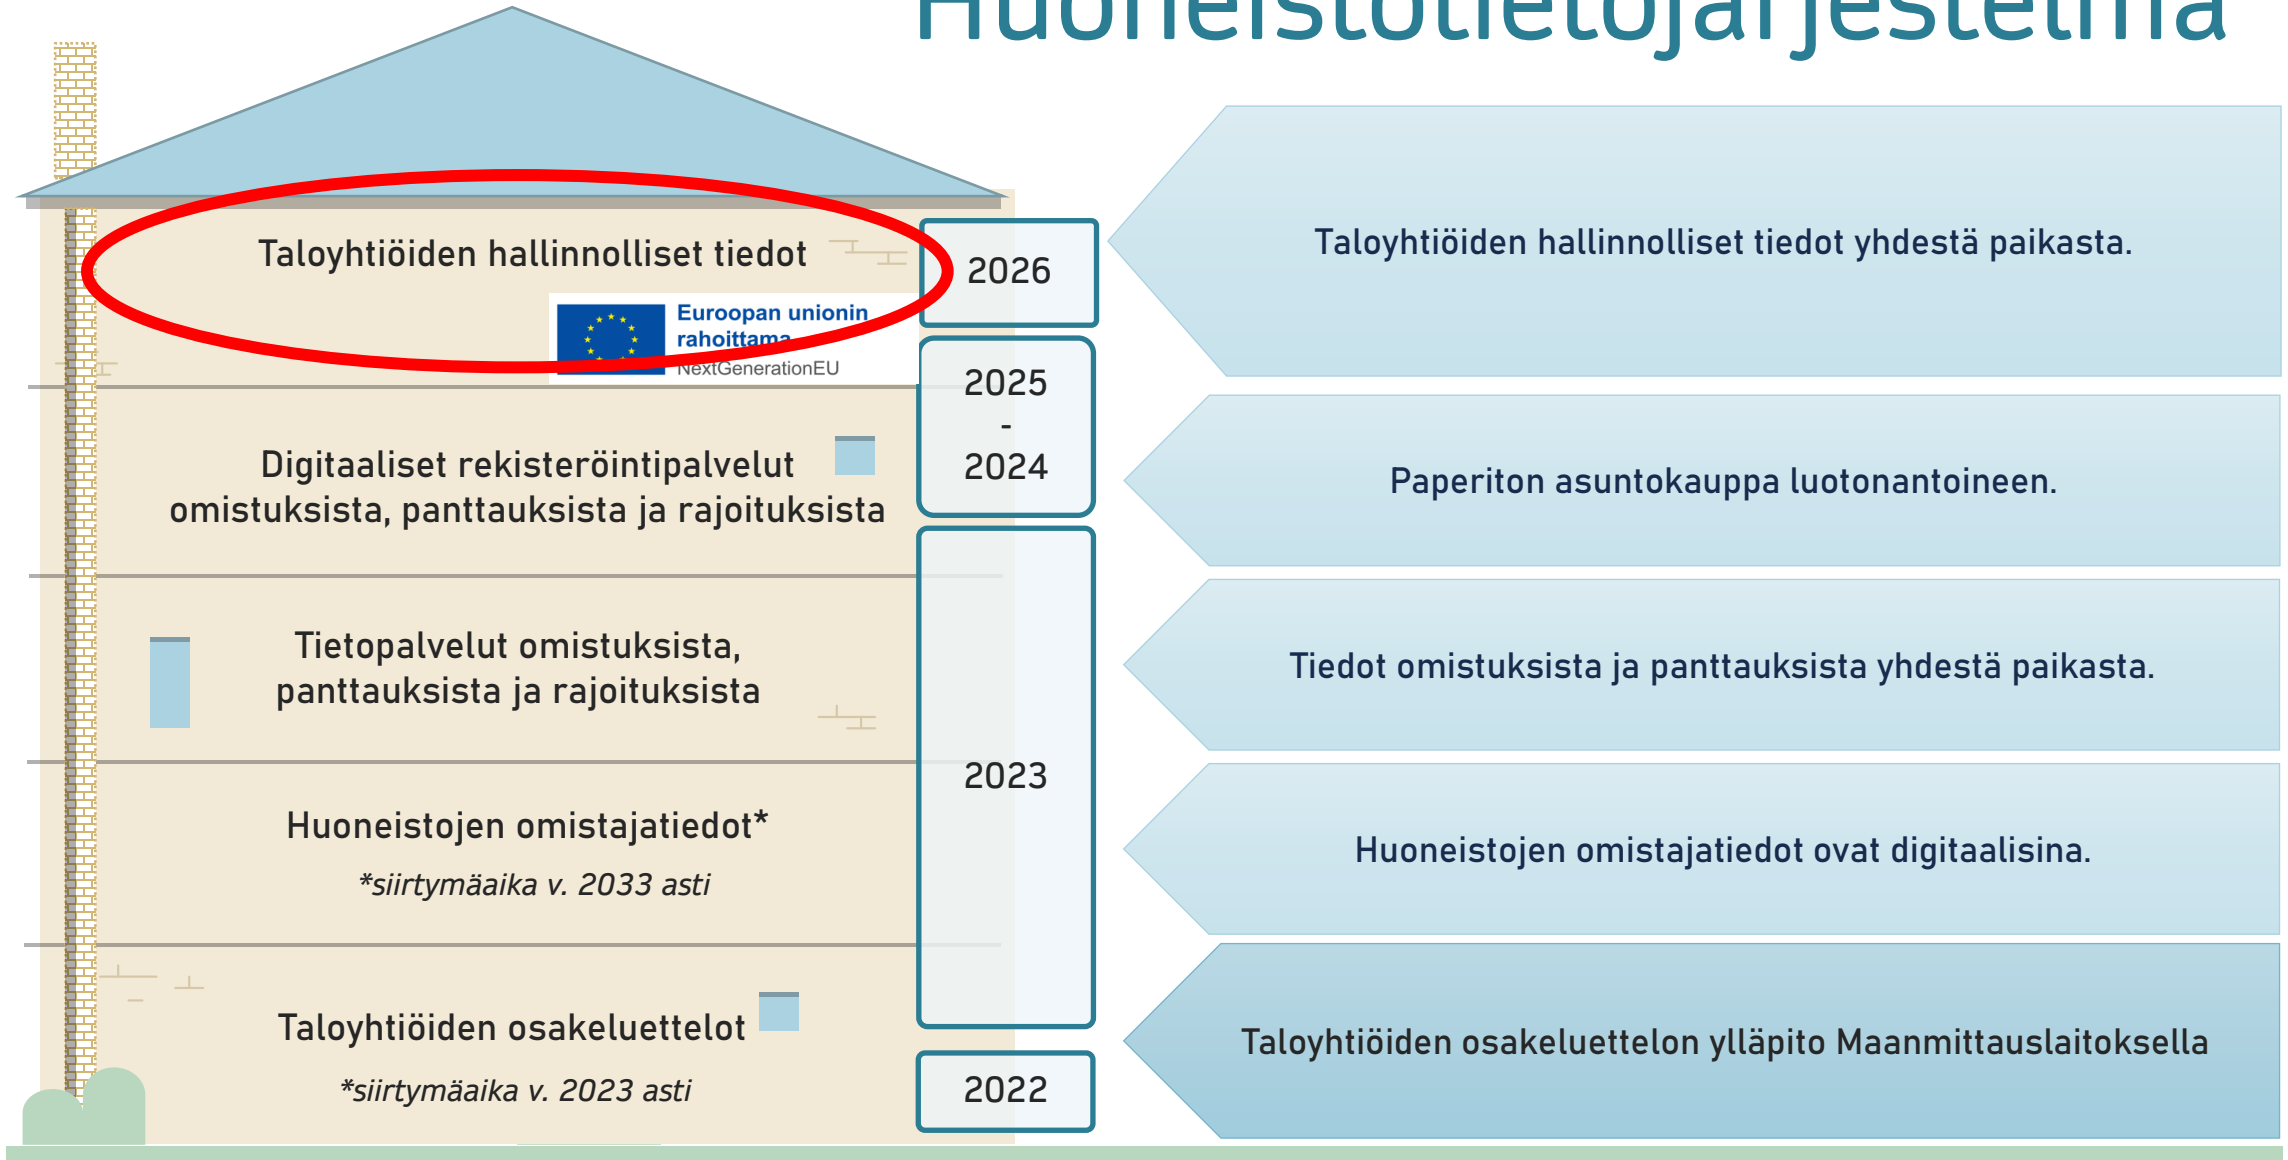 Huoneistotietojärjestelmä
Taloyhtiöiden hallinnolliset tiedot
Euroopan unionin
rahoittama
NextGenerationEU
2026
Taloyhtiöiden hallinnolliset tiedot yhdestä paikasta.
Digitaaliset rekisteröintipalvelut
omistuksista, panttauksista ja rajoituksista
2025
-
2024
Paperiton asuntokauppa luotonantoineen.
Tietopalvelut omistuksista,
panttauksista ja rajoituksista
Tiedot omistuksista ja panttauksista yhdestä paikasta.
2023
Huoneistojen omistajatiedot*
*siirtymäaika v. 2033 asti
Huoneistojen omistajatiedot ovat digitaalisina.
Taloyhtiöiden osakeluettelot
*siirtymäaika v. 2023 asti
2022
Taloyhtiöiden osakeluettelon ylläpito Maanmittauslaitoksella